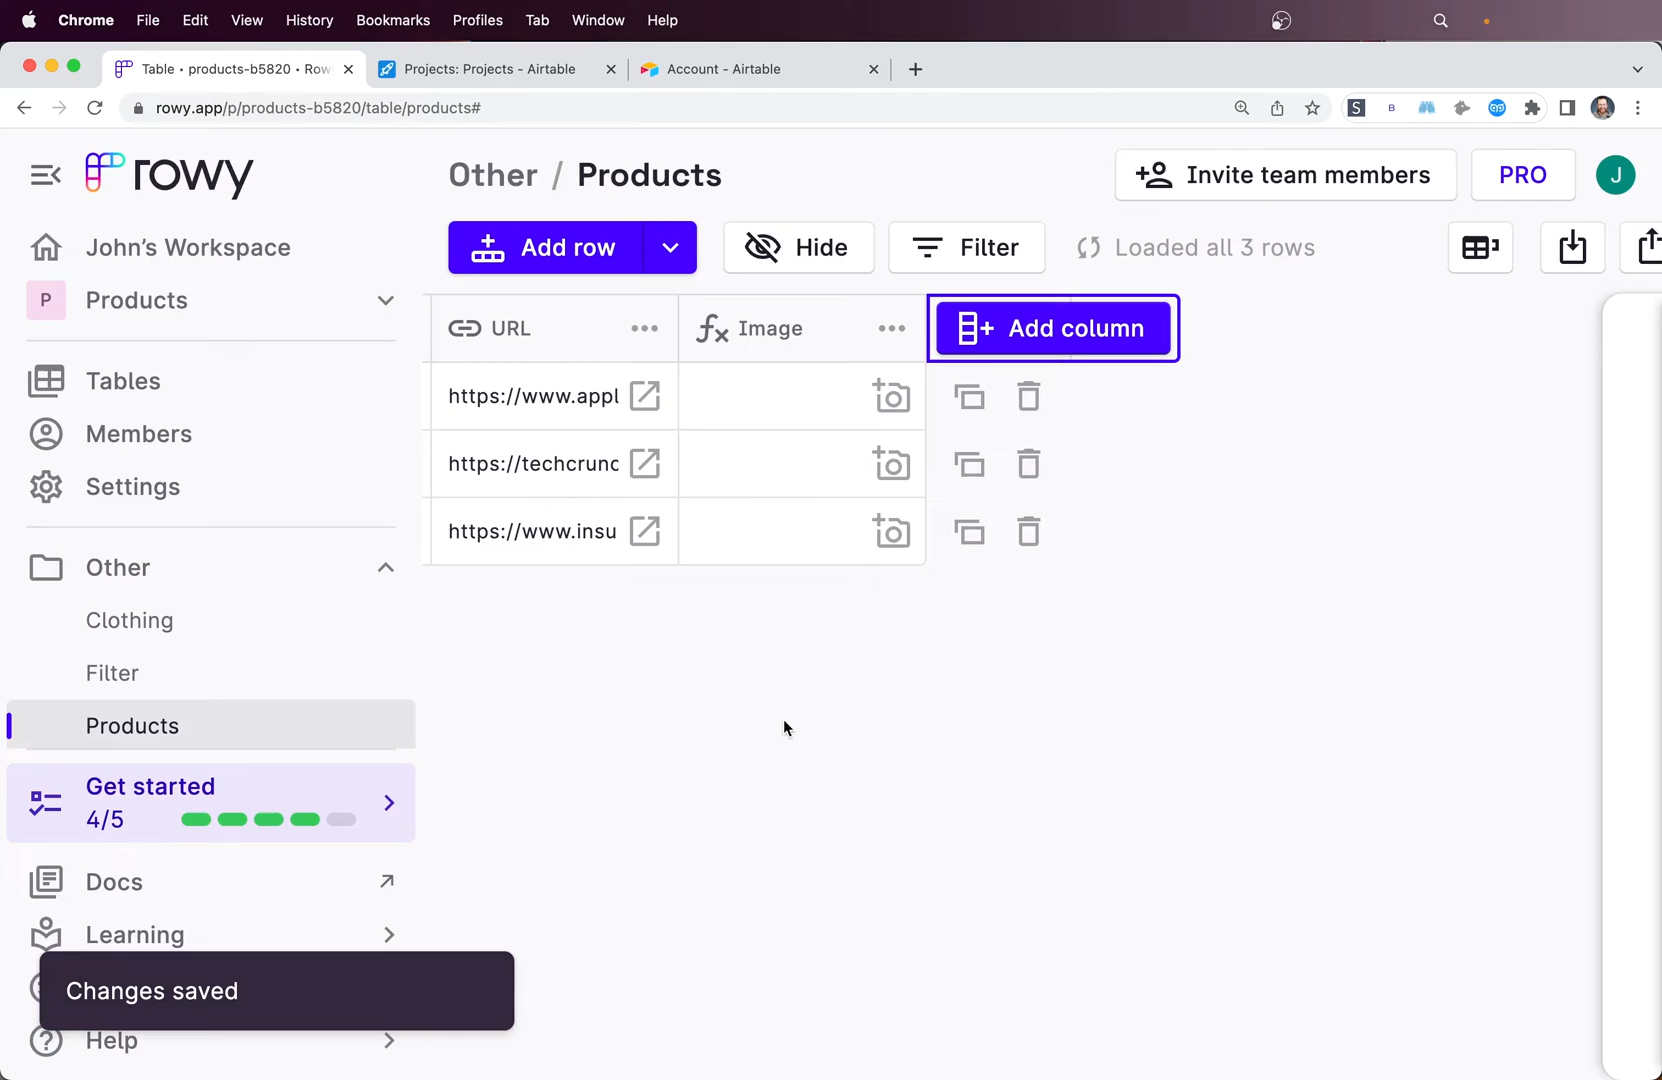 Chrome File Edit View History Bookmarks Profiles Tab Window Help
Table • products-b5820 • Row
Projects: Projects - Airtable
Account - Airtable
rowy.app/p/products-b5820/table/products#
S B
rowy
Other / Products
Invite team members
PRO
J
John's Workspace
Add row
Hide
Filter
Loaded all 3 rows
P Products
URL
Image
Add column
Tables
https://www.appl
Members
https://techcrunc
Settings
https://www.insu
Other
Clothing
Filter
Products
Get started
4/5
Docs
Learning
Changes saved
Help